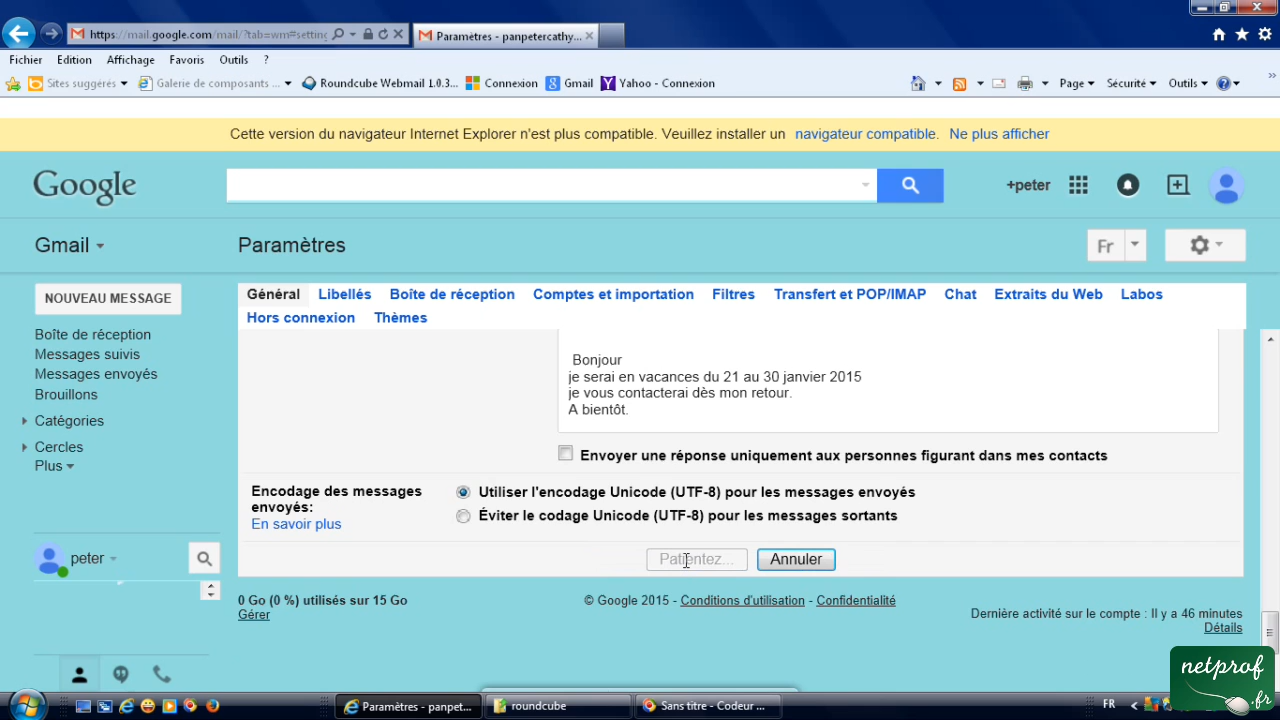 https://mail.google.com/mail/?tab=wm#setting
Paramètres - panpetercathy...
Fichier Edition Affichage Favoris Outils ?
Sites suggérés Galerie de composants ... Roundcube Webmail 1.0.3... Connexion Gmail Yahoo - Connexion Page Sécurité Outils
Cette version du navigateur Internet Explorer n'est plus compatible. Veuillez installer un navigateur compatible. Ne plus afficher
Google +peter
Gmail Paramètres Fr
NOUVEAU MESSAGE
Boîte de réception
Messages suivis
Messages envoyés
Brouillons
Catégories
Cercles
Plus
peter
Général Libellés Boîte de réception Comptes et importation Filtres Transfert et POP/IMAP Chat Extraits du Web Labos
Hors connexion Thèmes
Bonjour
je serai en vacances du 21 au 30 janvier 2015
je vous contacterai dès mon retour.
A bientôt.
Envoyer une réponse uniquement aux personnes figurant dans mes contacts
Encodage des messages
envoyés:
En savoir plus
Utiliser l'encodage Unicode (UTF-8) pour les messages envoyés
Éviter le codage Unicode (UTF-8) pour les messages sortants
Patientez... Annuler
0 Go (0 %) utilisés sur 15 Go
Gérer
© Google 2015 - Conditions d'utilisation - Confidentialité
Dernière activité sur le compte : Il y a 46 minutes
Détails
netprof
.fr
Paramètres - panpet... roundcube Sans titre - Codeur ... FR